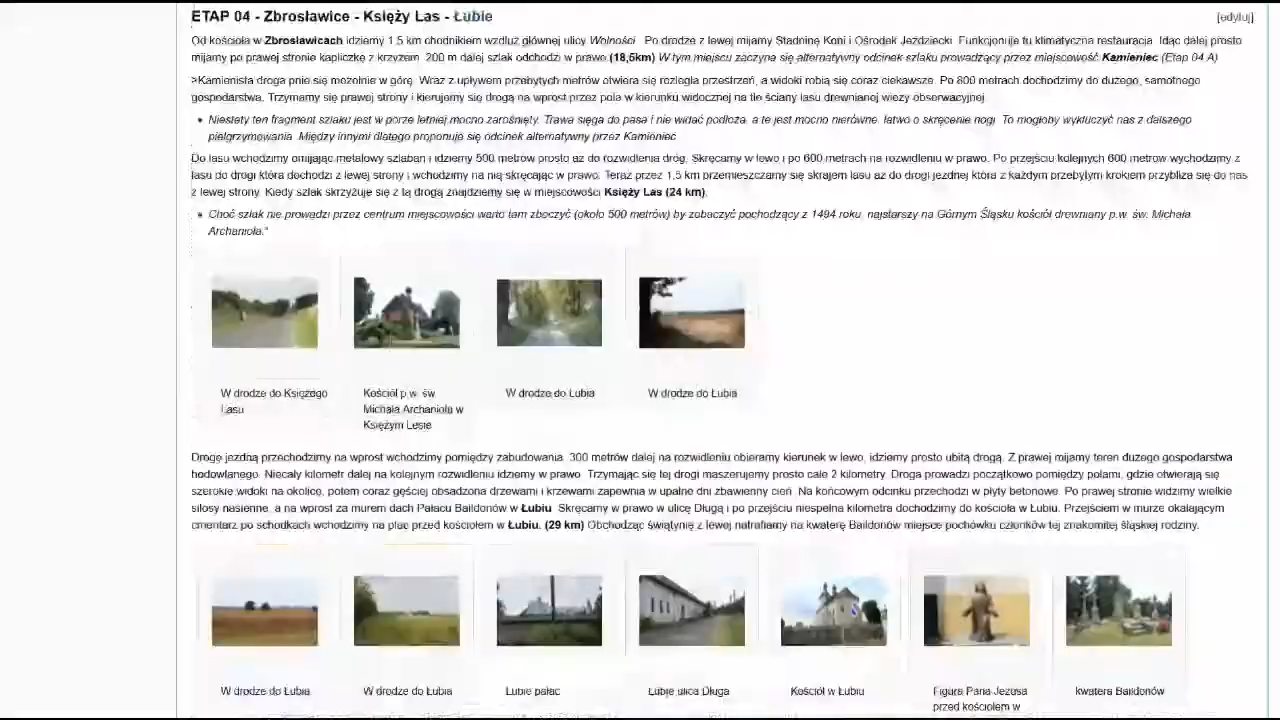 ETAP 04 - Zbrosławice - Księży Las - Łubie
[edytuj]
Od kościoła w Zbrosławicach idziemy 1,5 km chodnikiem wzdłuż głównej ulicy Wolności. Po drodze z lewej mijamy Stadninę Koni i Ośrodek Jeździecki. Funkcjonuje tu klimatyczna restauracja. Idąc dalej prosto
mijamy po prawej stronie kapliczkę z krzyżem. 200 m dalej szlak odchodzi w prawo.(18,5km) W tym miejscu zaczyna się alternatywny odcinek szlaku prowadzący przez miejscowość Kamieniec (Etap 04 A)
>Kamienista droga pnie się mozolnie w górę. Wraz z upływem przebytych metrów otwiera się rozległa przestrzeń, a widoki robią się coraz ciekawsze. Po 800 metrach dochodzimy do dużego, samotnego
gospodarstwa. Trzymamy się prawej strony i kierujemy się drogą na wprost przez pola w kierunku widocznej na tle ściany lasu drewnianej wieży obserwacyjnej.
Niestety ten fragment szlaku jest w porze letniej mocno zarośnięty. Trawa sięga do pasa i nie widać podłoża, a te jest mocno nierówne, łatwo o skręcenie nogi. To mogłoby wykluczyć nas z dalszego
pielgrzymowania. Między innymi dlatego proponuję się odcinek alternatywny przez Kamieniec
Do lasu wchodzimy omijając metalowy szlaban i idziemy 500 metrów prosto aż do rozwidlenia dróg. Skręcamy w lewo i po 600 metrach na rozwidleniu w prawo. Po przejściu kolejnych 600 metrów wychodzimy z
lasu do drogi która dochodzi z lewej strony i wchodzimy na nią skręcając w prawo. Teraz przez 1,5 km przemieszczamy się skrajem lasu aż do drogi jezdnej która z każdym przebytym krokiem przybliża się do nas
z lewej strony. Kiedy szlak skrzyżuje się z tą drogą znajdziemy się w miejscowości Księży Las (24 km).
Choć szlak nie prowadzi przez centrum miejscowości warto tam zboczyć (około 500 metrów) by zobaczyć pochodzący z 1494 roku, najstarszy na Górnym Śląsku kościół drewniany p.w. św. Michała
Archanioła."
W drodze do Księżego
Lasu
Kościół p.w. św.
Michała Archanioła w
Księżym Lesie
W drodze do Łubia
W drodze do Łubia
Drogę jezdną przechodzimy na wprost wchodzimy pomiędzy zabudowania. 300 metrów dalej na rozwidleniu obieramy kierunek w lewo, idziemy prosto ubitą drogą. Z prawej mijamy teren dużego gospodarstwa
hodowlanego. Niecały kilometr dalej na kolejnym rozwidleniu idziemy w prawo. Trzymając się tej drogi maszerujemy prosto całe 2 kilometry. Droga prowadzi początkowo pomiędzy polami, gdzie otwierają się
szerokie widoki na okolicę, potem coraz gęściej obsadzona drzewami i krzewami zapewnia w upalne dni zbawienny cień. Na końcowym odcinku przechodzi w płyty betonowe. Po prawej stronie widzimy wielkie
silosy nasienne, a na wprost za murem dach Pałacu Baildonów w Łubiu. Skręcamy w prawo w ulicę Długą i po przejściu niespełna kilometra dochodzimy do kościoła w Łubiu. Przejściem w murze okalającym
cmentarz po schodkach wchodzimy na plac przed kościołem w Łubiu. (29 km) Obchodząc świątynię z lewej natrafiamy na kwaterę Baildonów miejsce pochówku członków tej znakomitej śląskiej rodziny.
W drodze do Łubia
W drodze do Łubia
Łubie pałac
Łubie ulica Długa
Kościół w Łubiu
Figura Pana Jezusa
przed kościołem w
kwatera Baildonów